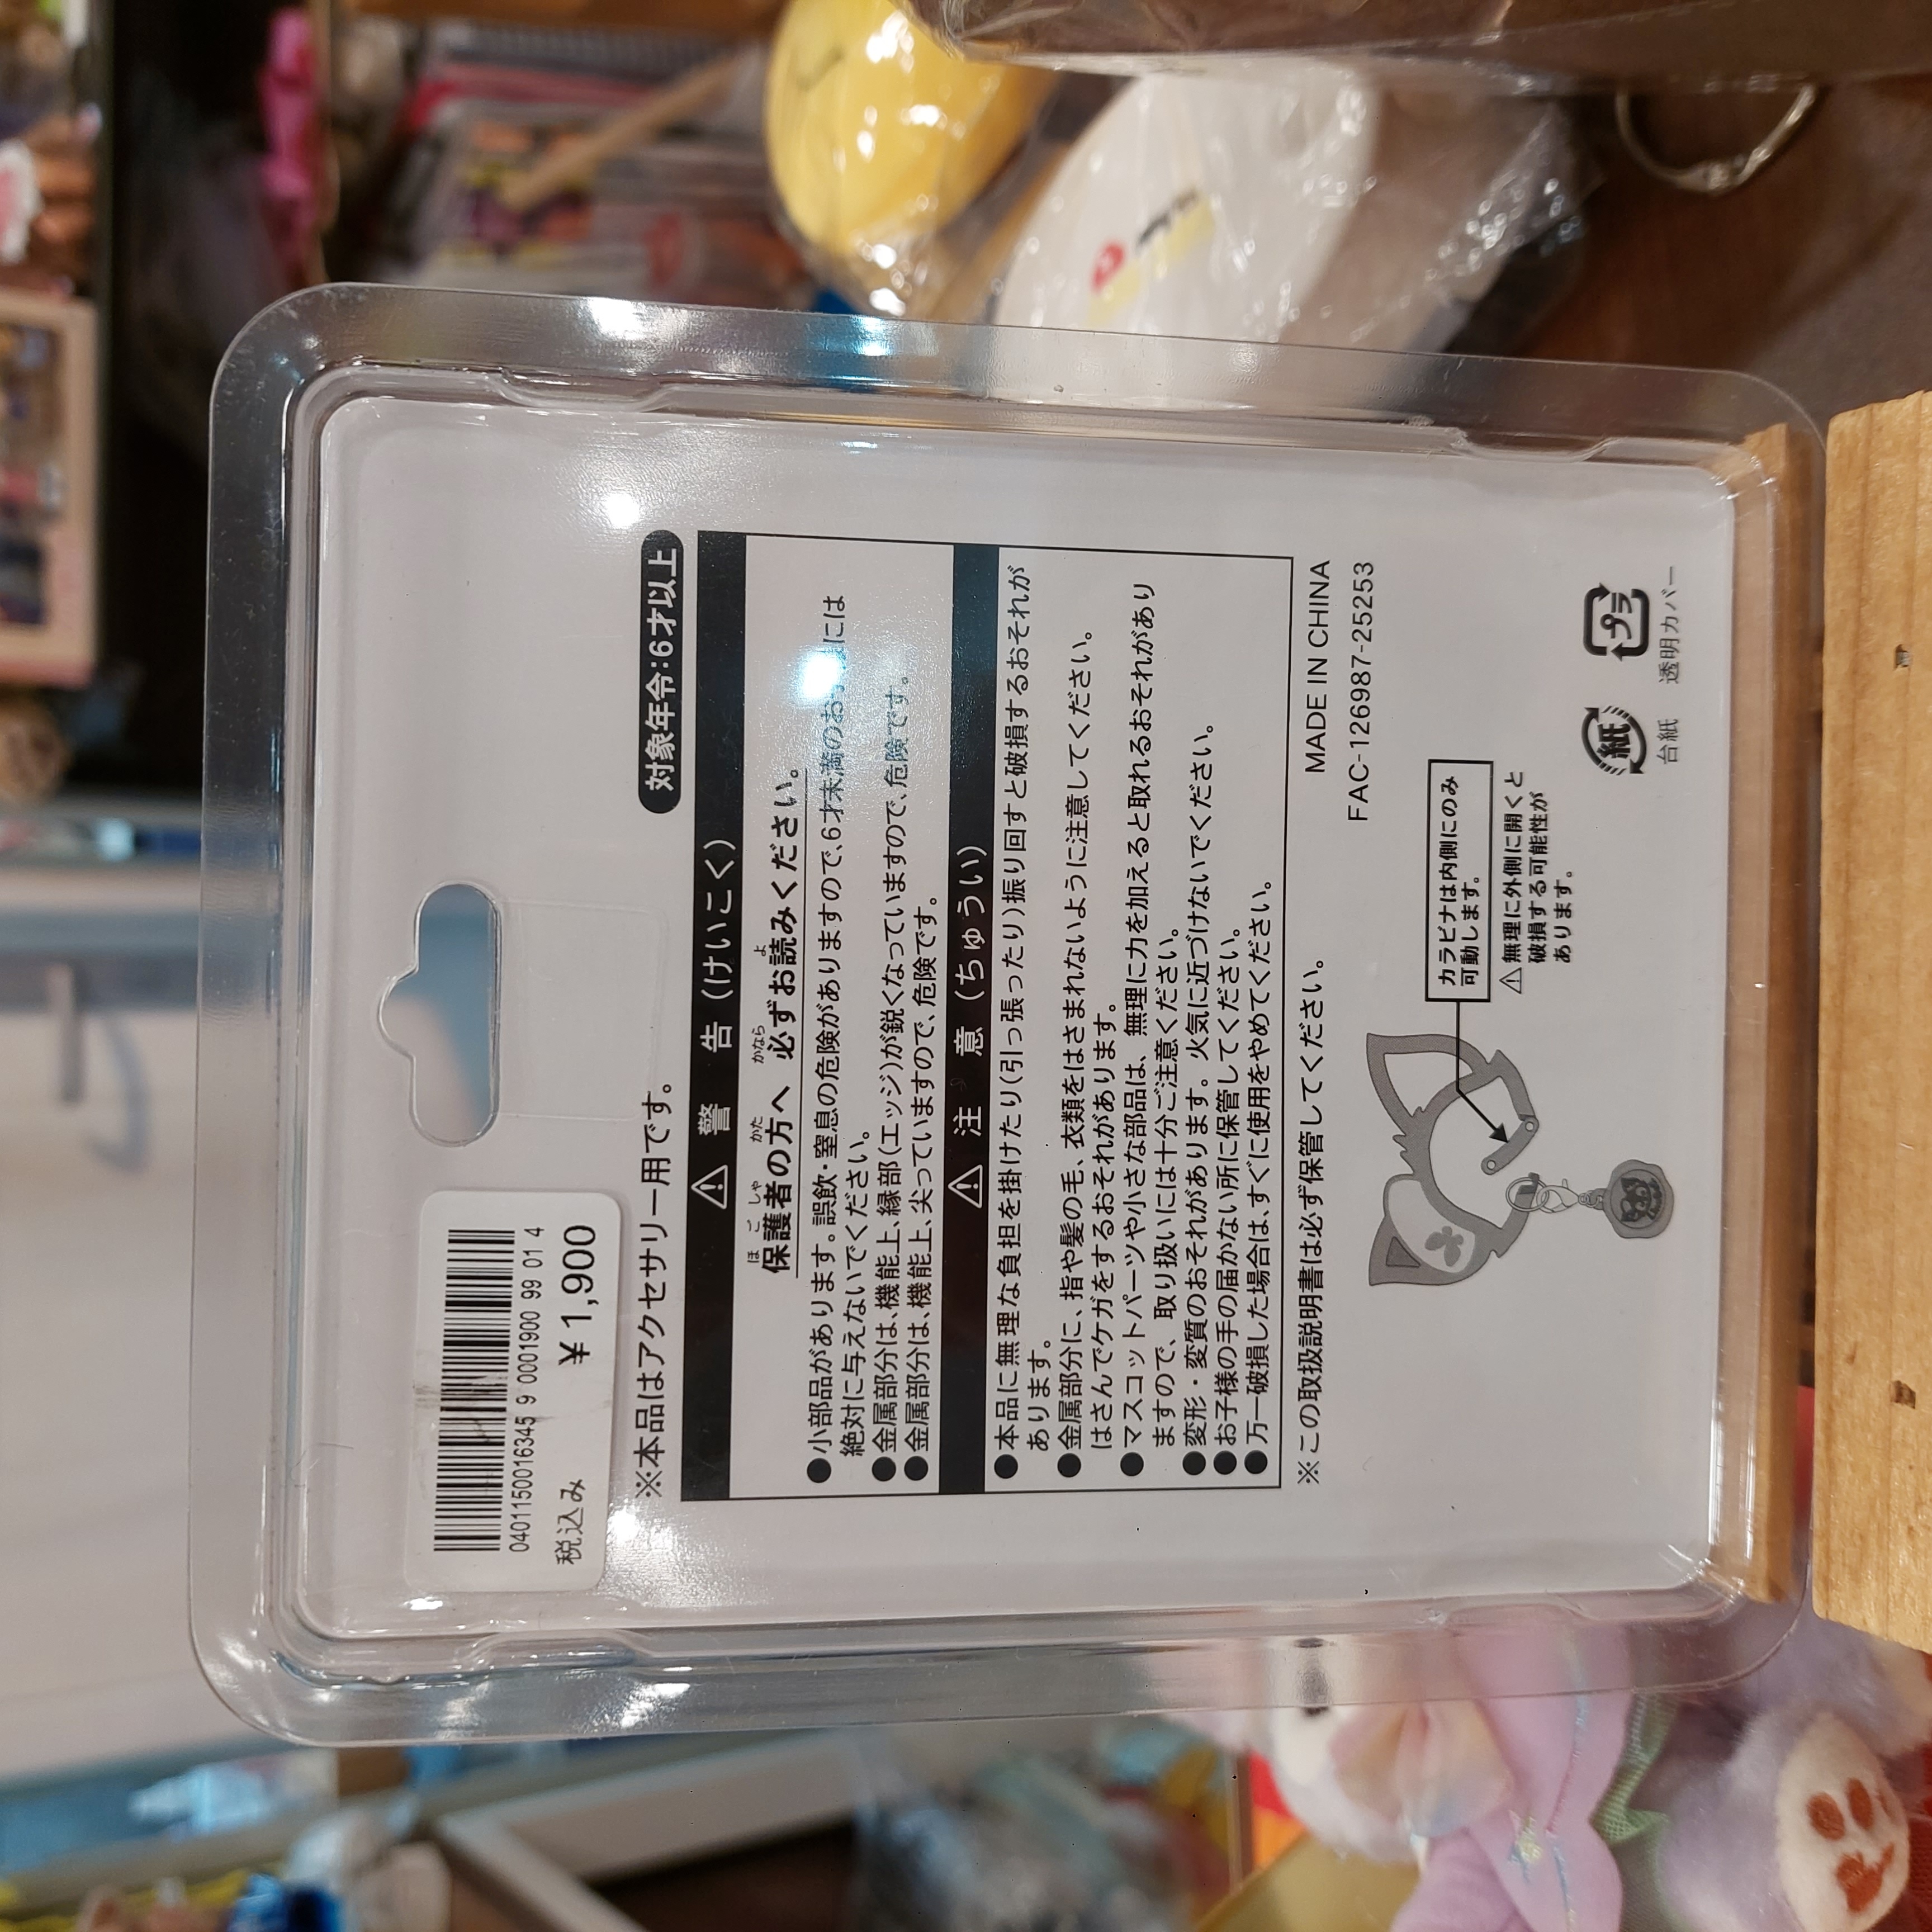 0401150016345 9 0001900 99 01 4
税込み ¥1,900
※本品はアクセサリー用です。
対象年令:6才以上
⚠ 警告(けいこく)
保護者の方へ 必ずお読みください。
ほごしゃ かた かなら よ
●小部品があります。誤飲・窒息の危険がありますので、6才未満のお には
絶対に与えないでください。
●金属部分は、機能上、縁部(エッジ)が鋭くなっていますので、危険です。
●金属部分は、機能上、尖っていますので、危険です。
⚠ 注意(ちゅうい)
●本品に無理な負担を掛けたり(引っ張ったり)振り回すと破損するおそれが
あります。
●金属部分に、指や髪の毛、衣類をはさまれないように注意してください。
はさんでケガをするおそれがあります。
●マスコットパーツや小さな部品は、無理に力を加えると取れるおそれがあり
ますので、取り扱いには十分ご注意ください。
●変形・変質のおそれがあります。火気に近づけないでください。
●お子様の手の届かない所に保管してください。
●万一破損した場合は、すぐに使用をやめてください。
※この取扱説明書は必ず保管してください。
MADE IN CHINA
FAC-126987-25253
カラビナは内側にのみ
可動します。
⚠無理に外側に開くと
破損する可能性が
あります。
紙
台紙
プラ
透明カバー